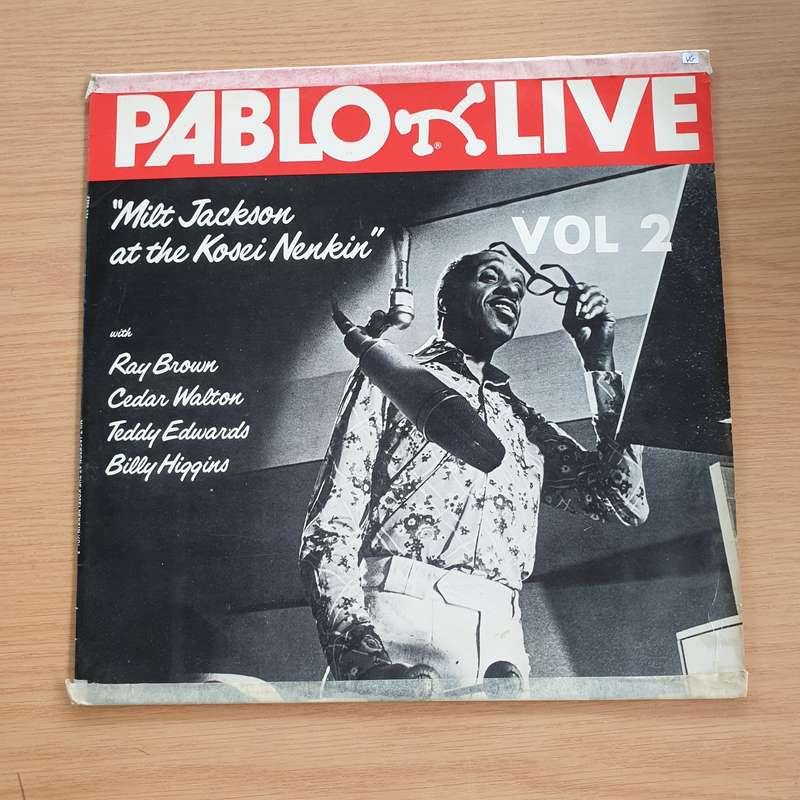 PABLO LIVE
®
"Milt Jackson
at the Kosei Nenkin"
VOL 2
with
Ray Brown
Cedar Walton
Teddy Edwards
Billy Higgins